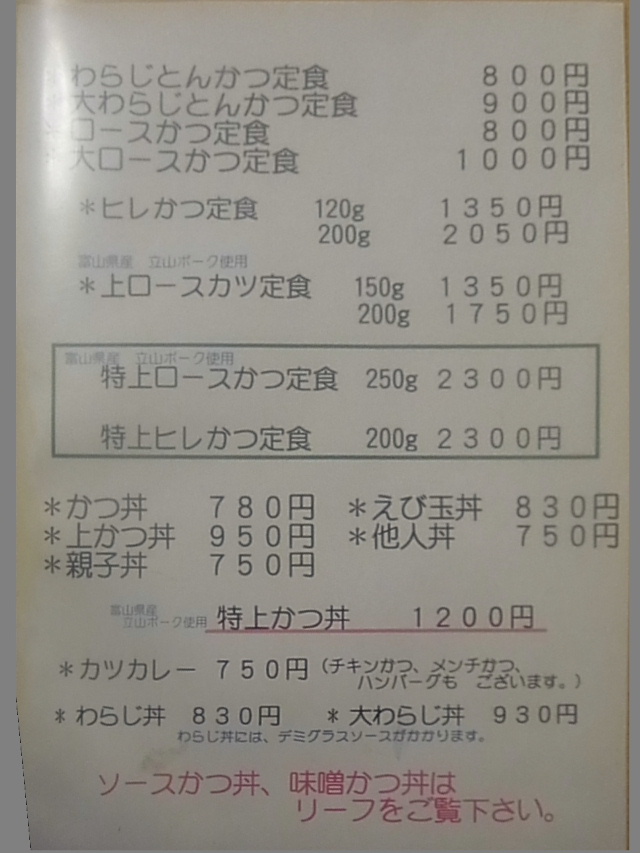 わらじとんかつ定食 ８００円
大わらじとんかつ定食 ９００円
ロースかつ定食 ８００円
大ロースかつ定食 １０００円
＊ヒレかつ定食 120g １３５０円
200g ２０５０円
富山県産 立山ポーク使用
＊上ロースカツ定食 150g １３５０円
200g １７５０円
富山県産 立山ポーク使用
特上ロースかつ定食 250g ２３００円
特上ヒレかつ定食 200g ２３００円
＊かつ丼 ７８０円 ＊えび玉丼 ８３０円
＊上かつ丼 ９５０円 ＊他人丼 ７５０円
＊親子丼 ７５０円
富山県産
立山ポーク使用 特上かつ丼 １２００円
＊カツカレー ７５０円（チキンかつ、メンチかつ、
ハンバーグも ございます。）
＊わらじ丼 ８３０円 ＊大わらじ丼 ９３０円
わらじ丼には、デミグラスソースがかかります。
ソースかつ丼、味噌かつ丼は
リーフをご覧下さい。